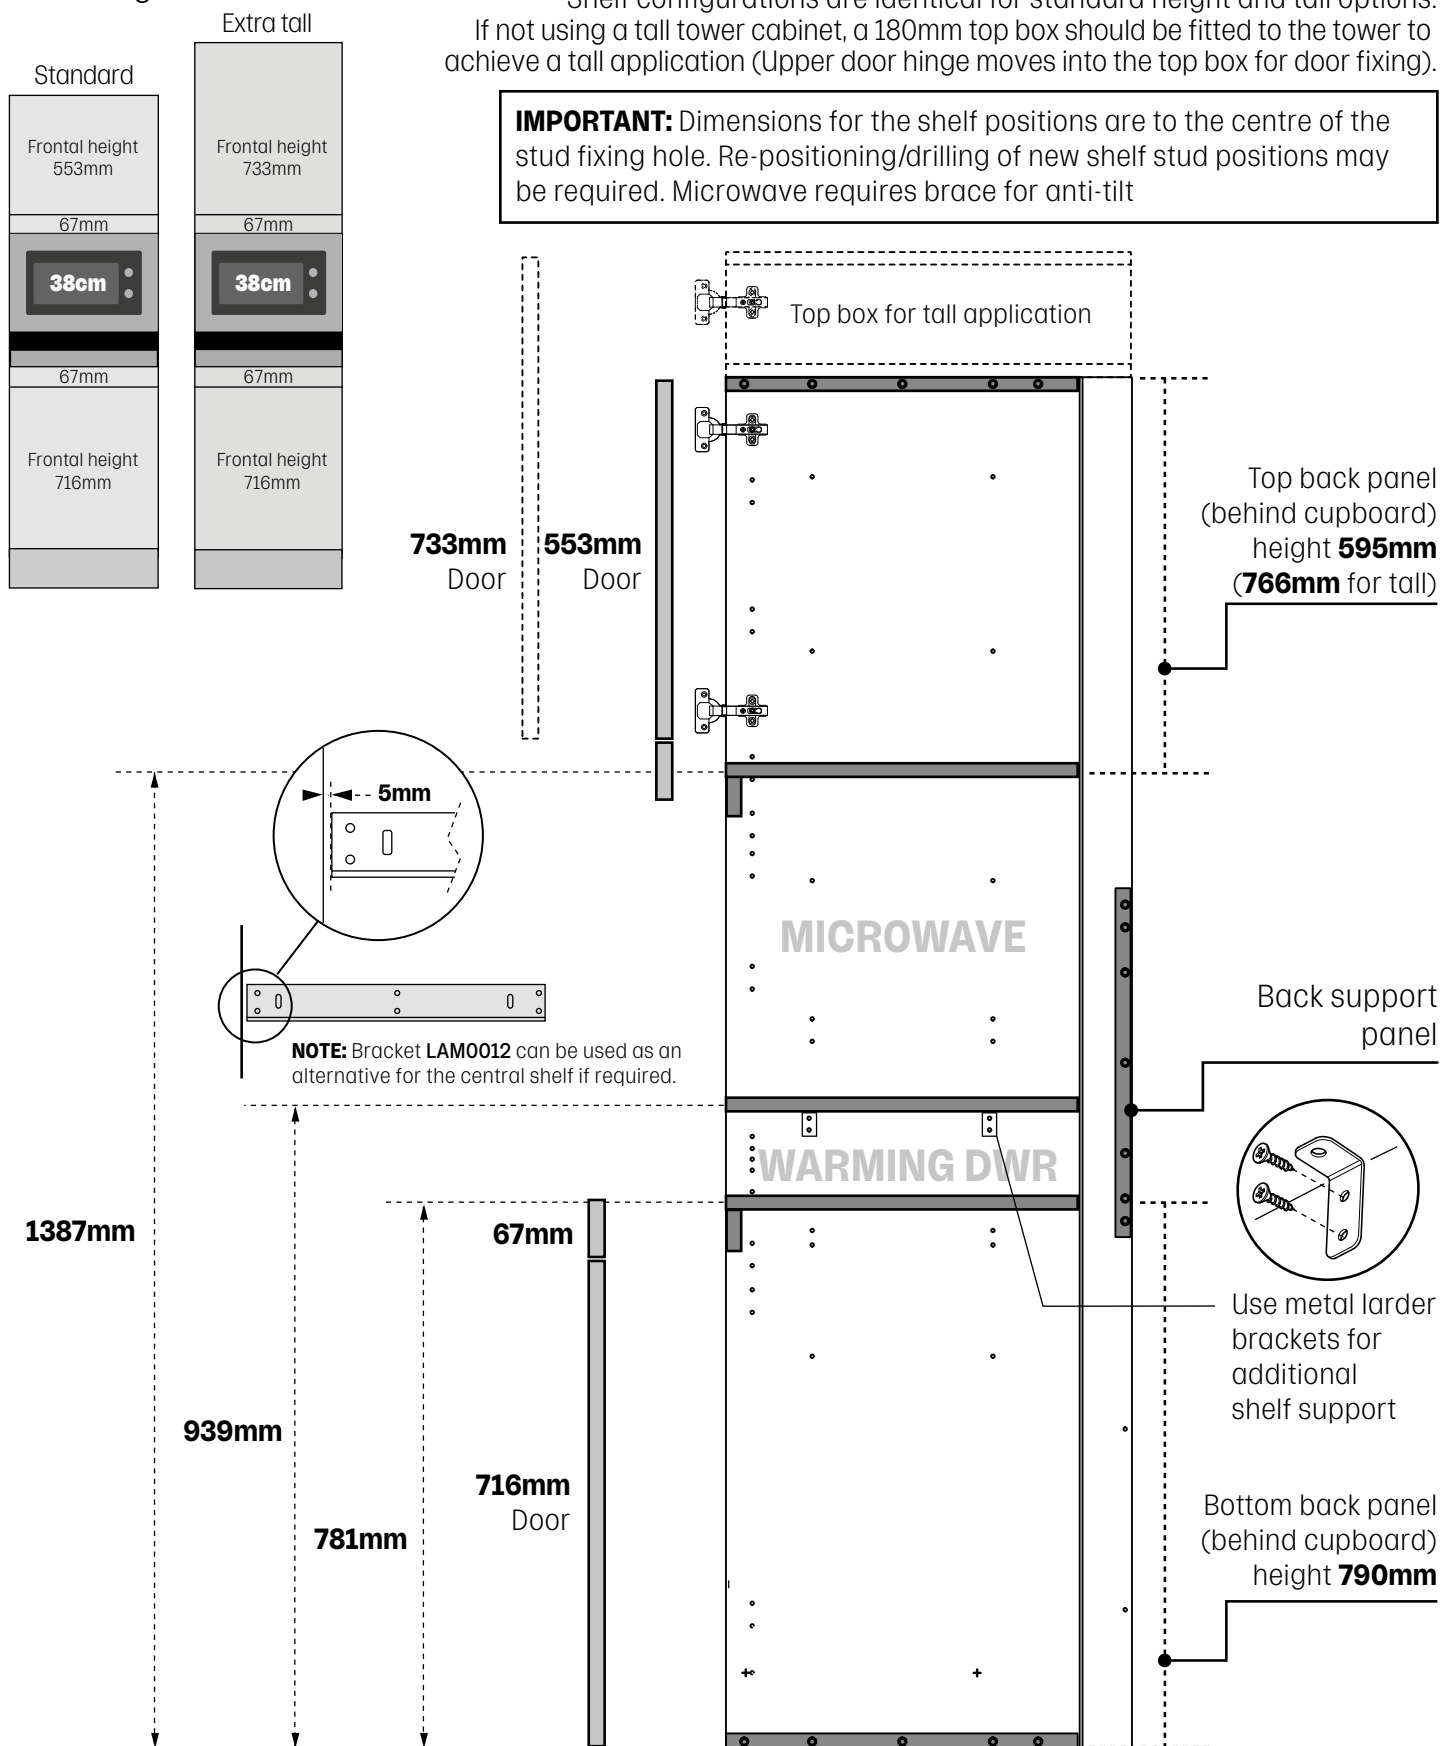 Extra tall
Standard
Shelf configurations are identical for standard height and tall options.
If not using a tall tower cabinet, a 180mm top box should be fitted to the tower to
achieve a tall application (Upper door hinge moves into the top box for door fixing).
IMPORTANT: Dimensions for the shelf positions are to the centre of the
stud fixing hole. Re-positioning/drilling of new shelf stud positions may
be required. Microwave requires brace for anti-tilt
Frontal height
553mm
67mm
38cm
67mm
Frontal height
716mm
Frontal height
733mm
67mm
38cm
67mm
Frontal height
716mm
Top box for tall application
733mm
Door
553mm
Door
Top back panel
(behind cupboard)
height 595mm
(766mm for tall)
5mm
MICROWAVE
NOTE: Bracket LAM0012 can be used as an
alternative for the central shelf if required.
Back support
panel
WARMING DWR
1387mm
67mm
Use metal larder
brackets for
additional
shelf support
939mm
716mm
Door
781mm
Bottom back panel
(behind cupboard)
height 790mm